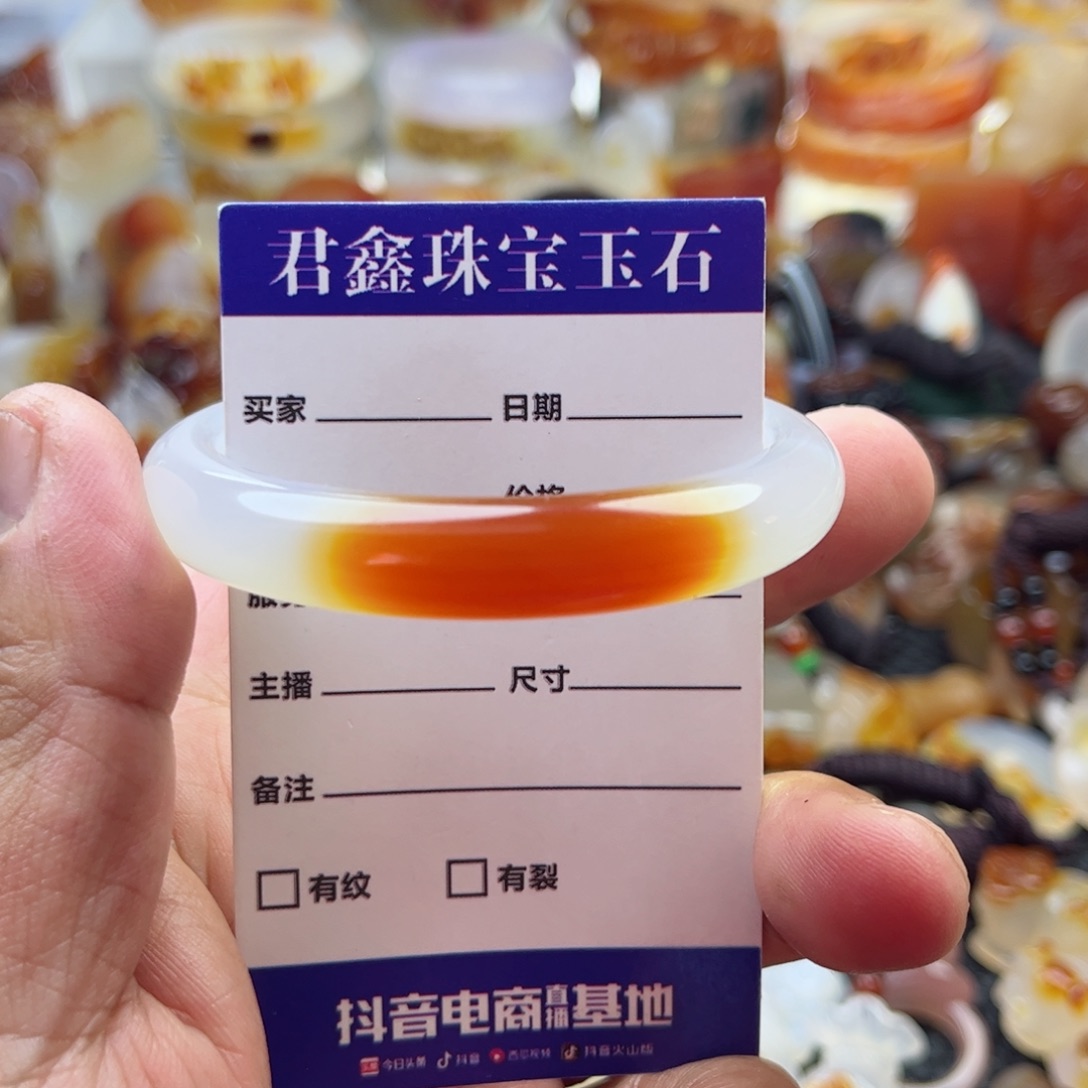 君鑫珠宝玉石
买家 日期
价格
主播 尺寸
备注
有纹 有裂
抖音电商直播基地
今日头条 抖音 西瓜视频 抖音火山版